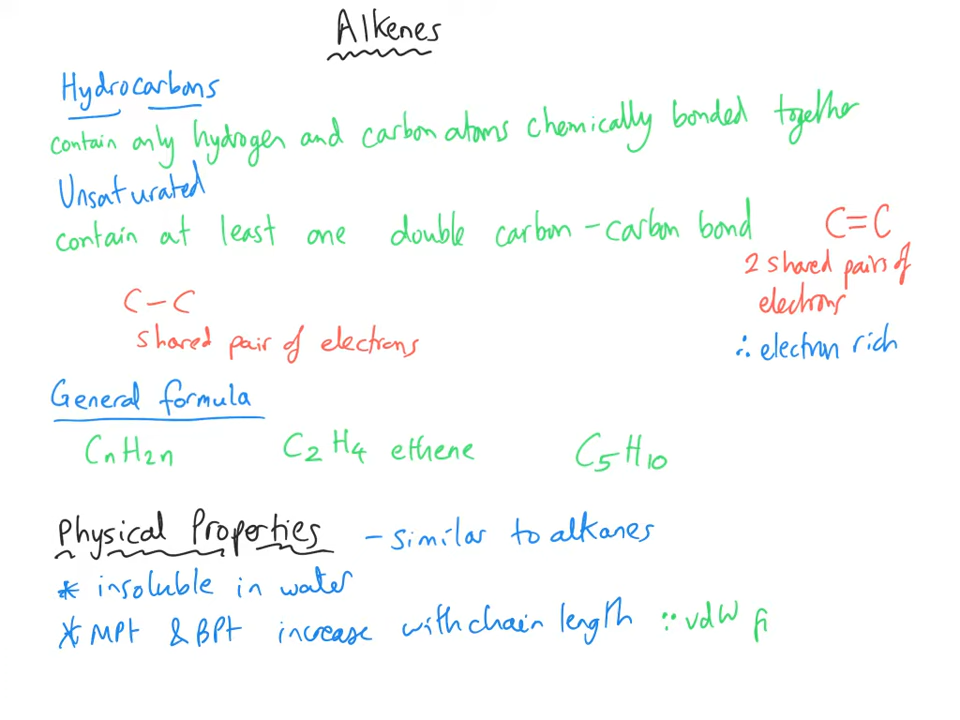 Alkenes
Hydrocarbons
contain only hydrogen and carbon atoms chemically bonded together
Unsaturated
contain at least one double carbon - carbon bond
C=C
2 shared pairs of
electrons
∴ electron rich
C-C
shared pair of electrons
General formula
CnH2n C2H4 ethene C5H10
Physical Properties - similar to alkanes
* insoluble in water
* MPt & BPt increase with chain length ∵ vdW